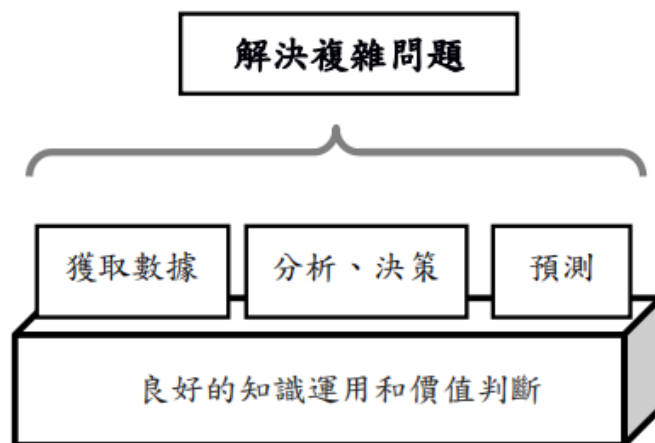 解決複雜問題
獲取數據
分析、決策
預測
良好的知識運用和價值判斷